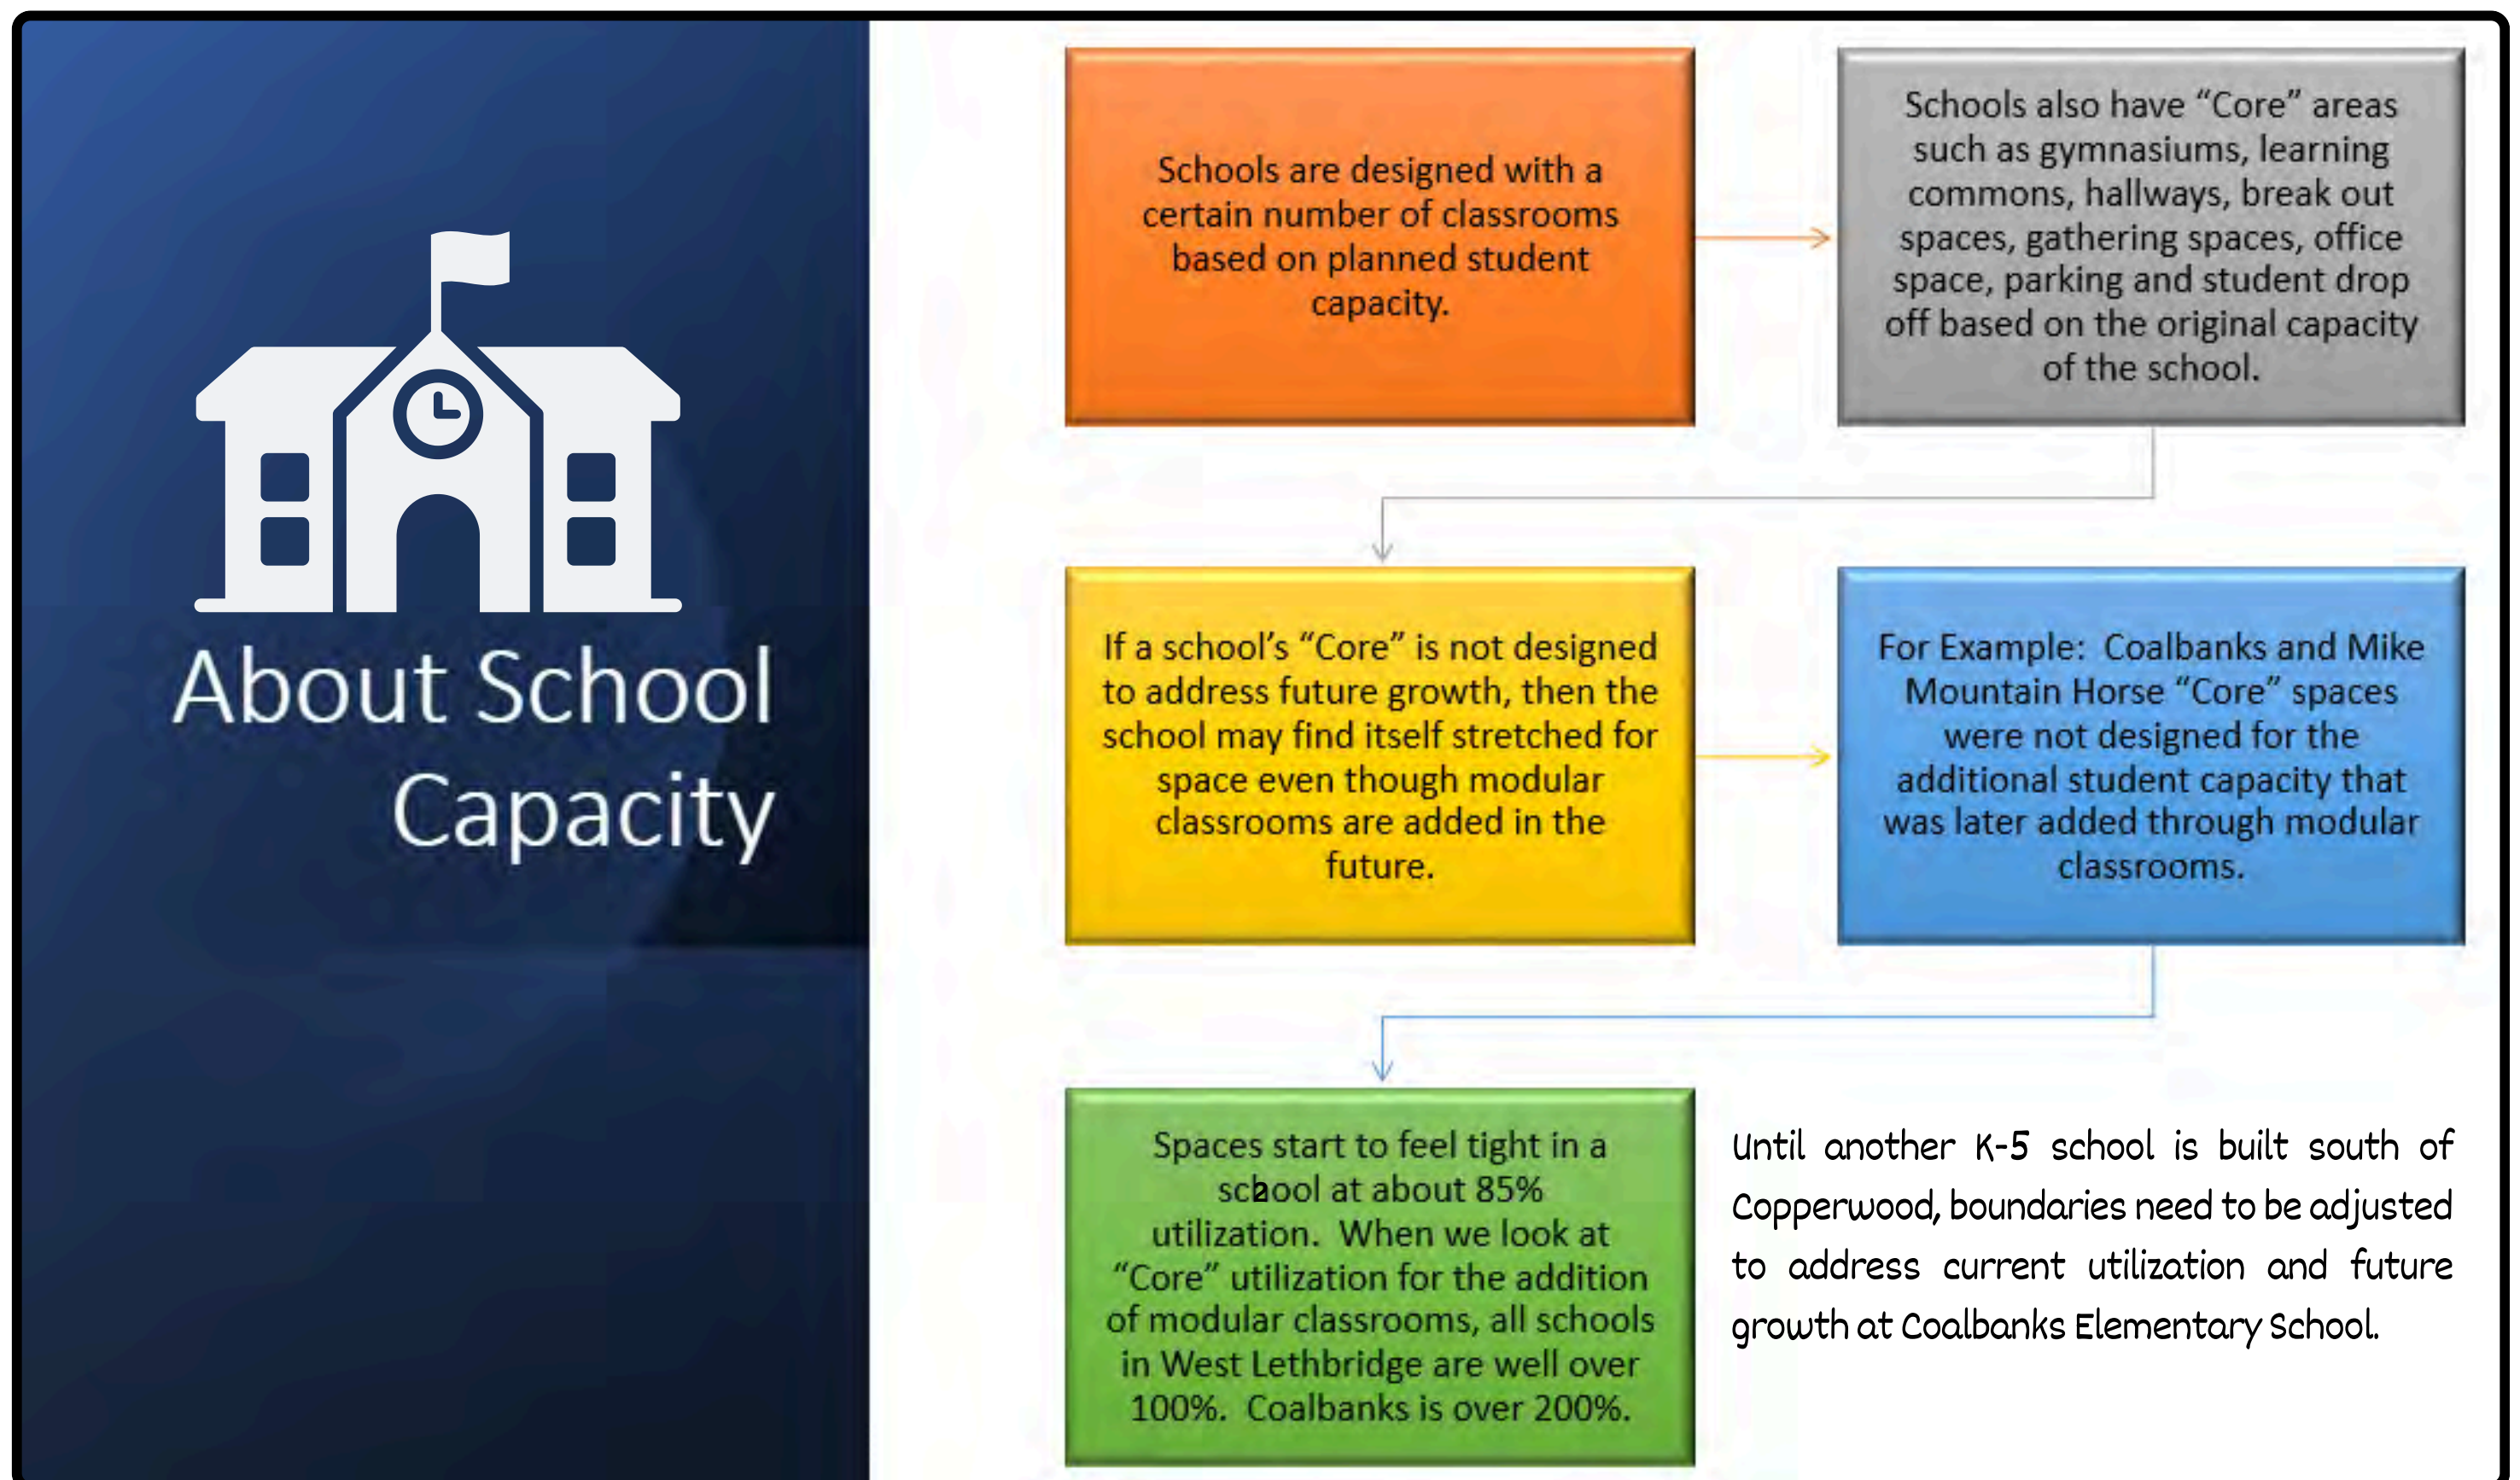 About School
Capacity
Schools are designed with a
certain number of classrooms
based on planned student
capacity.
Schools also have “Core” areas
such as gymnasiums, learning
commons, hallways, break out
spaces, gathering spaces, office
space, parking and student drop
off based on the original capacity
of the school.
If a school’s “Core” is not designed
to address future growth, then the
school may find itself stretched for
space even though modular
classrooms are added in the
future.
For Example:  Coalbanks and Mike
Mountain Horse “Core” spaces
were not designed for the
additional student capacity that
was later added through modular
classrooms.
Spaces start to feel tight in a
school at about 85%
utilization.  When we look at
“Core” utilization for the addition
of modular classrooms, all schools
in West Lethbridge are well over
100%.  Coalbanks is over 200%.
2
Until another K-5 school is built south of
Copperwood, boundaries need to be adjusted
to address current utilization and future
growth at Coalbanks Elementary School.